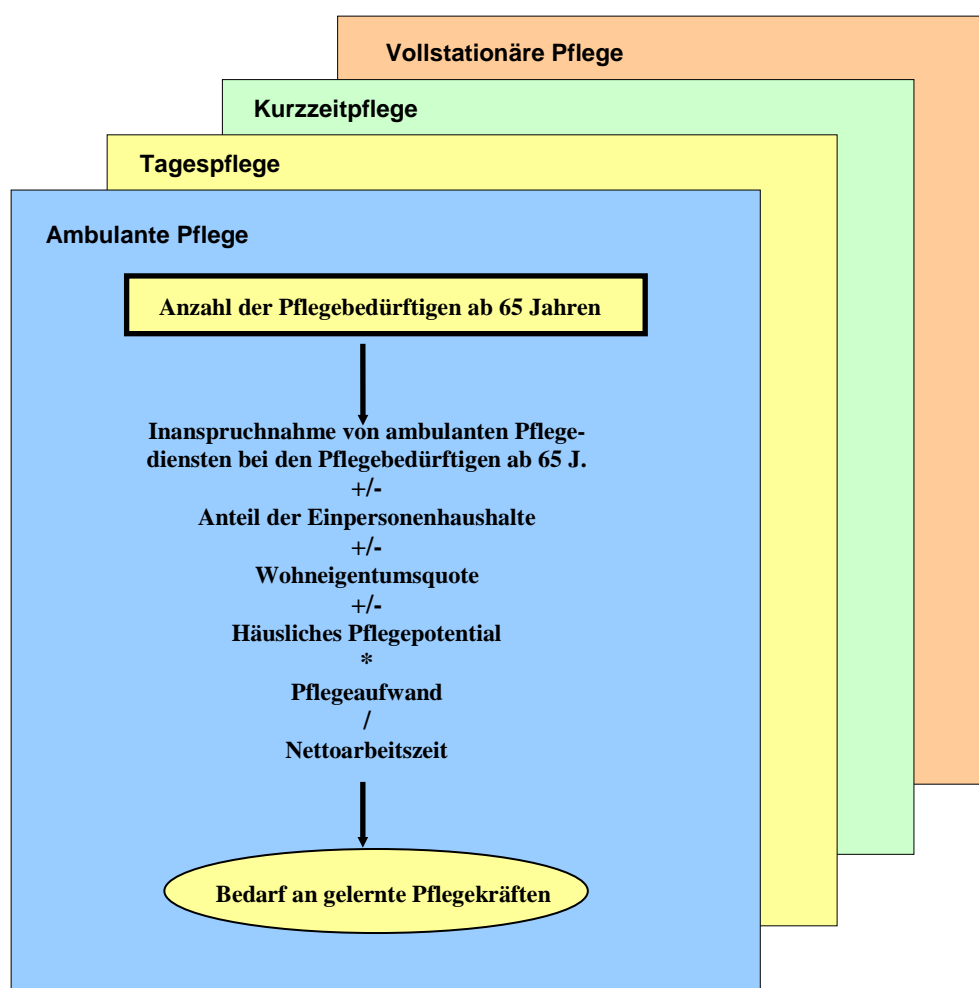 Vollstationäre Pflege
Kurzzeitpflege
Tagespflege
Ambulante Pflege
Anzahl der Pflegebedürftigen ab 65 Jahren
Inanspruchnahme von ambulanten Pflege-
diensten bei den Pflegebedürftigen ab 65 J.
+/-
Anteil der Einpersonenhaushalte
+/-
Wohneigentumsquote
+/-
Häusliches Pflegepotential
*
Pflegeaufwand
/
Nettoarbeitszeit
Bedarf an gelernte Pflegekräften